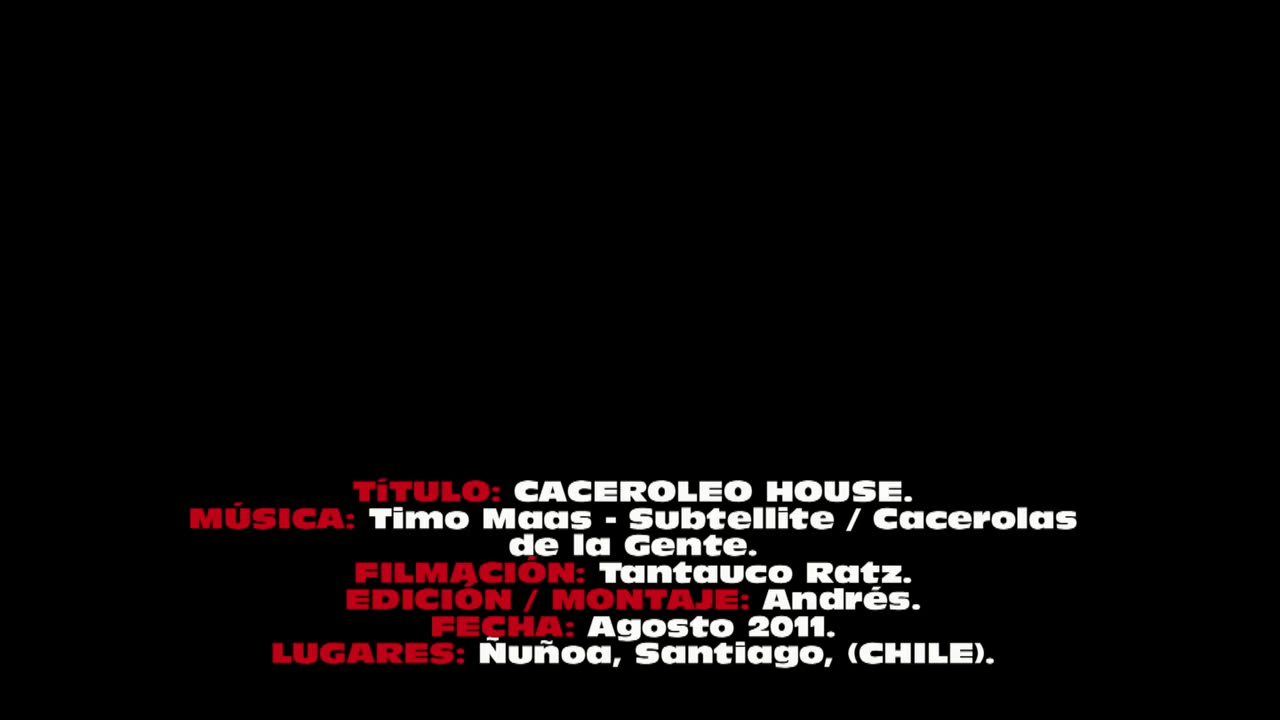 TíTULO: CACEROLEO HOUSE.
MÚSICA: Timo Maas - Subtellite / Cacerolas
de la Gente.
FILMACIÓN: Tantauco Ratz.
EDICIÓN / MONTAJE: Andrés.
FECHA: Agosto 2011.
LUGARES: Ñuñoa, Santiago, (CHILE).